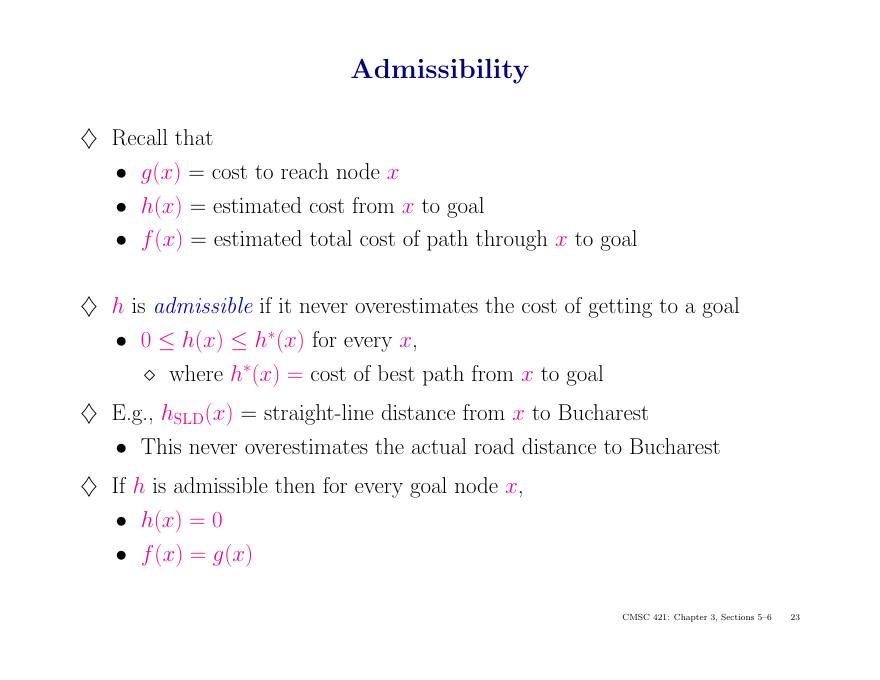 Admissibility
♢ Recall that
• g(x) = cost to reach node x
• h(x) = estimated cost from x to goal
• f(x) = estimated total cost of path through x to goal
♢ h is admissible if it never overestimates the cost of getting to a goal
• 0 ≤ h(x) ≤ h*(x) for every x,
⋄ where h*(x) = cost of best path from x to goal
♢ E.g., h_SLD(x) = straight-line distance from x to Bucharest
• This never overestimates the actual road distance to Bucharest
♢ If h is admissible then for every goal node x,
• h(x) = 0
• f(x) = g(x)
CMSC 421: Chapter 3, Sections 5–6 23